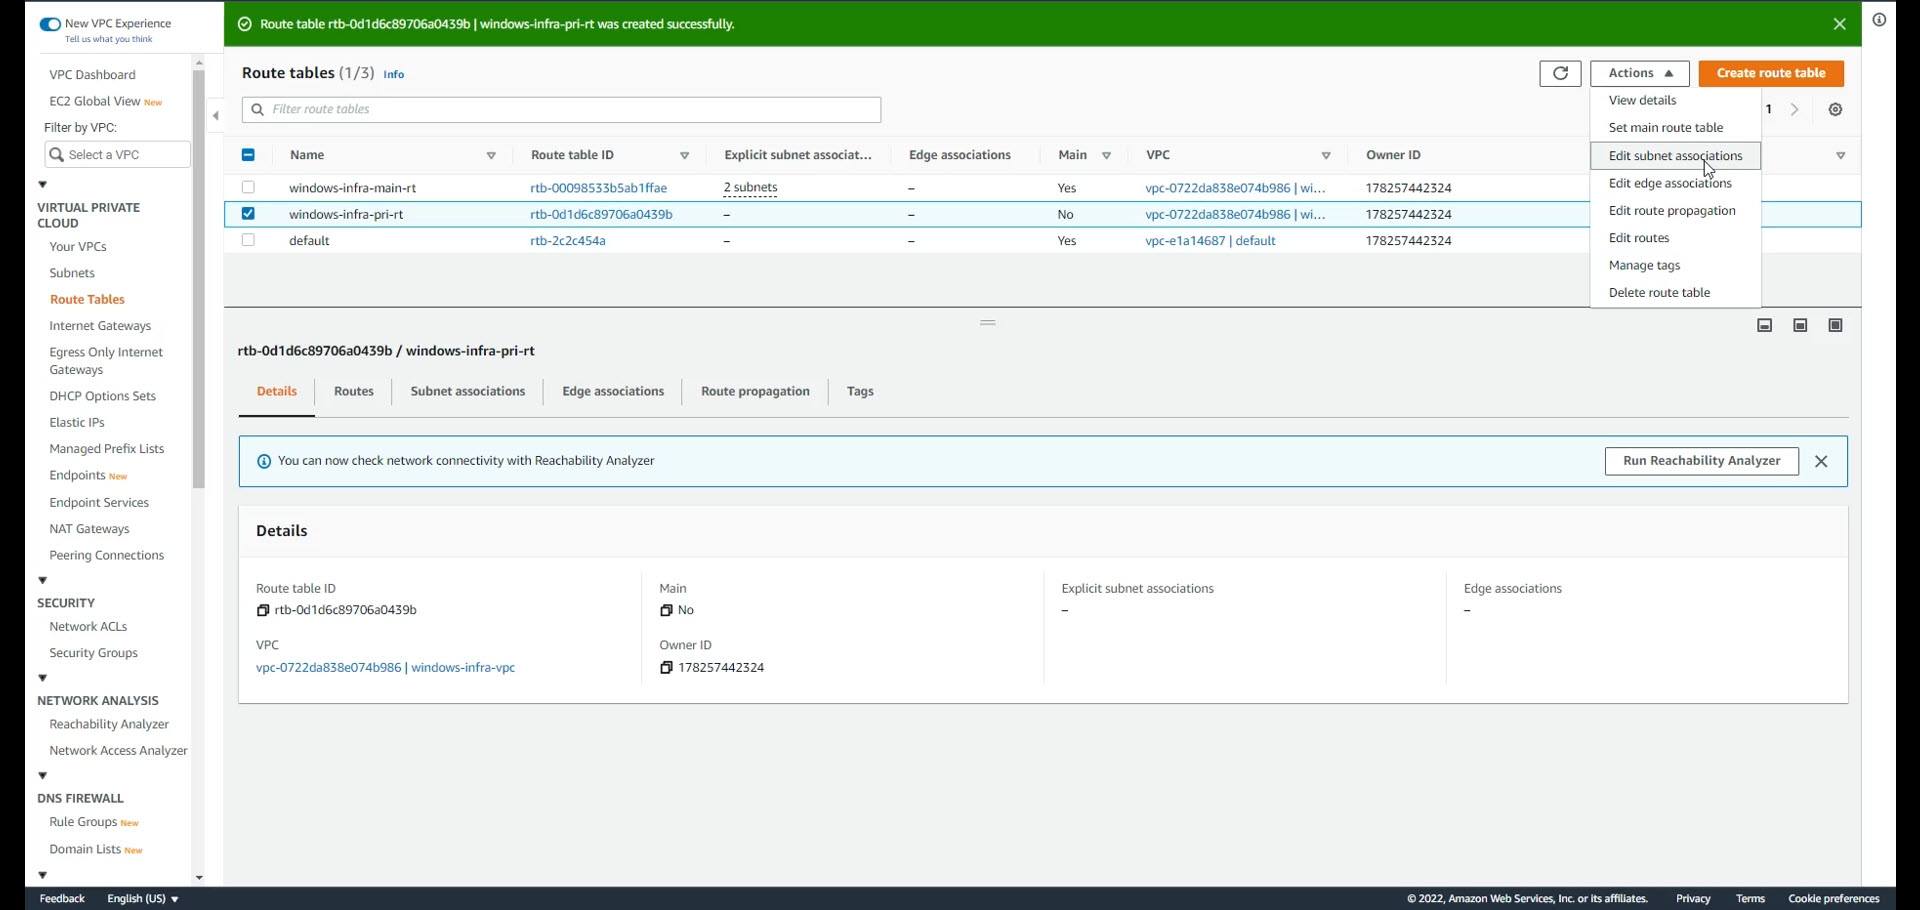 New VPC Experience
Tell us what you think
VPC Dashboard
EC2 Global View New
Filter by VPC:
Select a VPC
VIRTUAL PRIVATE
CLOUD
Your VPCs
Subnets
Route Tables
Internet Gateways
Egress Only Internet
Gateways
DHCP Options Sets
Elastic IPs
Managed Prefix Lists
Endpoints New
Endpoint Services
NAT Gateways
Peering Connections
SECURITY
Network ACLs
Security Groups
NETWORK ANALYSIS
Reachability Analyzer
Network Access Analyzer
DNS FIREWALL
Rule Groups New
Domain Lists New
Route table rtb-0d1d6c89706a0439b | windows-infra-pri-rt was created successfully.
Route tables (1/3) Info
Actions
Create route table
Filter route tables
1
View details
Set main route table
Edit subnet associations
Edit edge associations
Edit route propagation
Edit routes
Manage tags
Delete route table
Name Route table ID Explicit subnet associat... Edge associations Main VPC Owner ID
windows-infra-main-rt rtb-00098533b5ab1ffae 2 subnets – Yes vpc-0722da838e074b986 | wi... 178257442324
windows-infra-pri-rt rtb-0d1d6c89706a0439b – – No vpc-0722da838e074b986 | wi... 178257442324
default rtb-2c2c454a – – Yes vpc-e1a14687 | default 178257442324
rtb-0d1d6c89706a0439b / windows-infra-pri-rt
Details Routes Subnet associations Edge associations Route propagation Tags
You can now check network connectivity with Reachability Analyzer
Run Reachability Analyzer
Details
Route table ID
rtb-0d1d6c89706a0439b
Main
No
Explicit subnet associations
–
Edge associations
–
VPC
vpc-0722da838e074b986 | windows-infra-vpc
Owner ID
178257442324
Feedback English (US) © 2022, Amazon Web Services, Inc. or its affiliates. Privacy Terms Cookie preferences